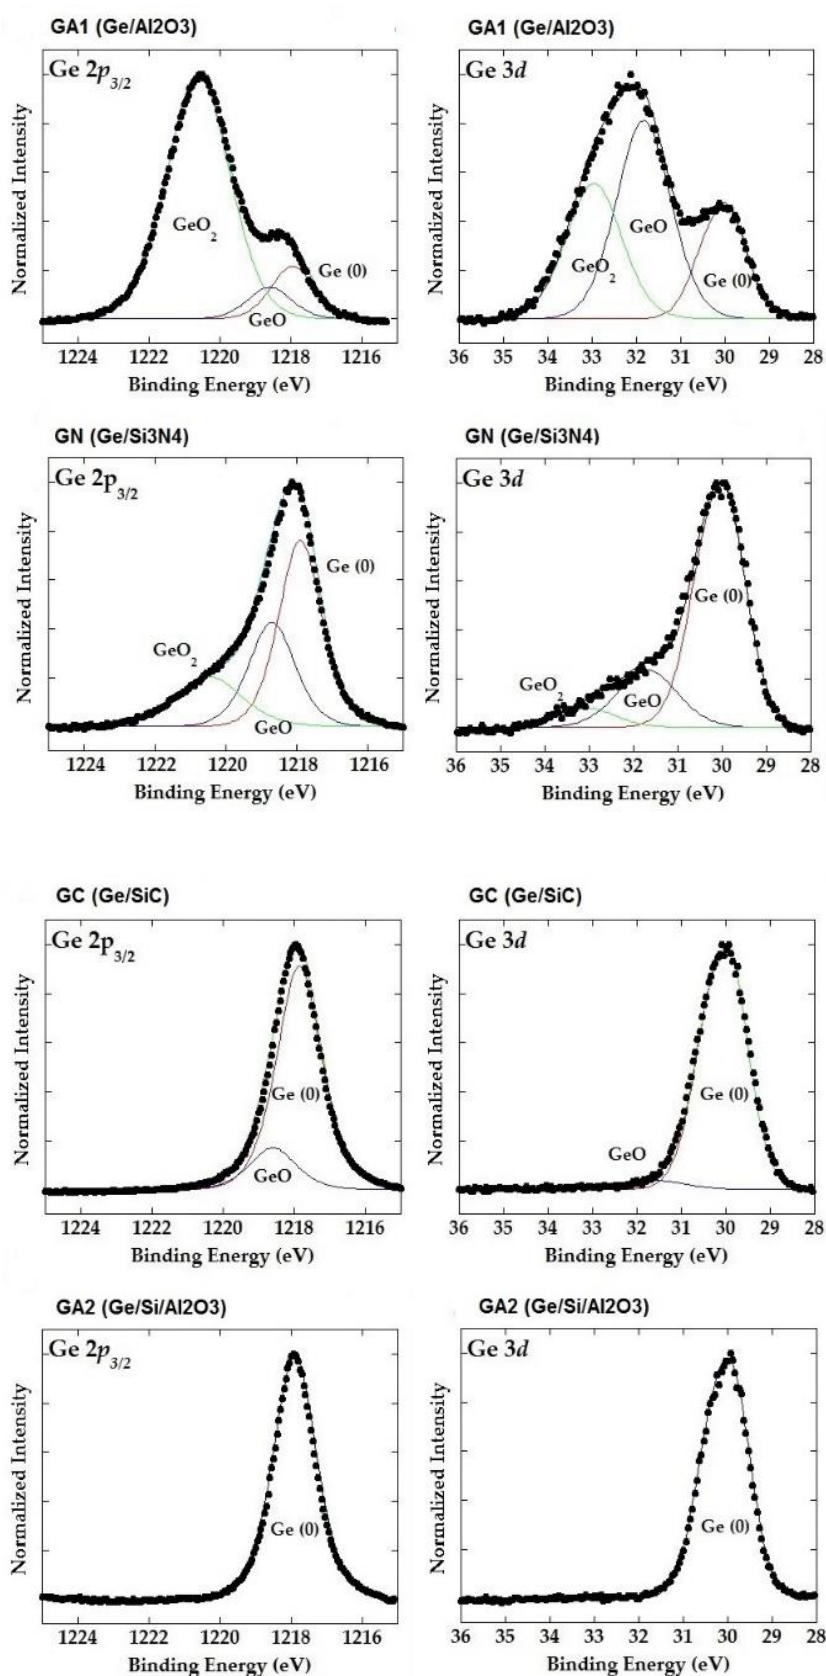 GA1 (Ge/Al2O3)
Ge 2p3/2
Normalized Intensity
GeO2
Ge (0)
GeO
1224 1222 1220 1218 1216
Binding Energy (eV)
GA1 (Ge/Al2O3)
Ge 3d
Normalized Intensity
GeO
GeO2
Ge (0)
36 35 34 33 32 31 30 29 28
Binding Energy (eV)
GN (Ge/Si3N4)
Ge 2p3/2
Normalized Intensity
Ge (0)
GeO2
GeO
1224 1222 1220 1218 1216
Binding Energy (eV)
GN (Ge/Si3N4)
Ge 3d
Normalized Intensity
Ge (0)
GeO2
GeO
36 35 34 33 32 31 30 29 28
Binding Energy (eV)
GC (Ge/SiC)
Ge 2p3/2
Normalized Intensity
Ge (0)
GeO
1224 1222 1220 1218 1216
Binding Energy (eV)
GC (Ge/SiC)
Ge 3d
Normalized Intensity
Ge (0)
GeO
36 35 34 33 32 31 30 29 28
Binding Energy (eV)
GA2 (Ge/Si/Al2O3)
Ge 2p3/2
Normalized Intensity
Ge (0)
1224 1222 1220 1218 1216
Binding Energy (eV)
GA2 (Ge/Si/Al2O3)
Ge 3d
Normalized Intensity
Ge (0)
36 35 34 33 32 31 30 29 28
Binding Energy (eV)